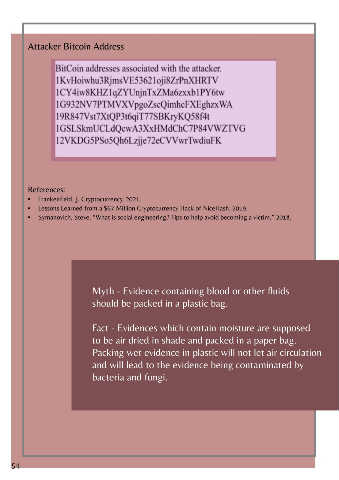 Attacker Bitcoin Address
BitCoin addresses associated with the attacker.
1KvHoiwhu3RjmsVE53621oji8ZrPnXHRTV
1CY4iw8KHZ1qZYUnjnTxZMa6zxxb1PY6tw
1G932NV7PTMVXVpgoZscQimhcFXEghzxWA
19R847Vst7XtQP3t6qiT77SBKryKQ58f4t
1GSLSkmUCLdQcwA3XxHMdChC7P84VWZTVG
12VKDG5PSo5Qh6Lzjje72eCVVwrTwdiuFK
References:
• Frankenfield, J. Cryptocurrency, 2021.
• Lessons Learned from a $62 Million Cryptocurrency Hack of NiceHash. 2019.
• Symanovich, Steve. "What is social engineering? Tips to help avoid becoming a victim." 2018.
Myth - Evidence containing blood or other fluids
should be packed in a plastic bag.
Fact - Evidences which contain moisture are supposed
to be air dried in shade and packed in a paper bag.
Packing wet evidence in plastic will not let air circulation
and will lead to the evidence being contaminated by
bacteria and fungi.
54